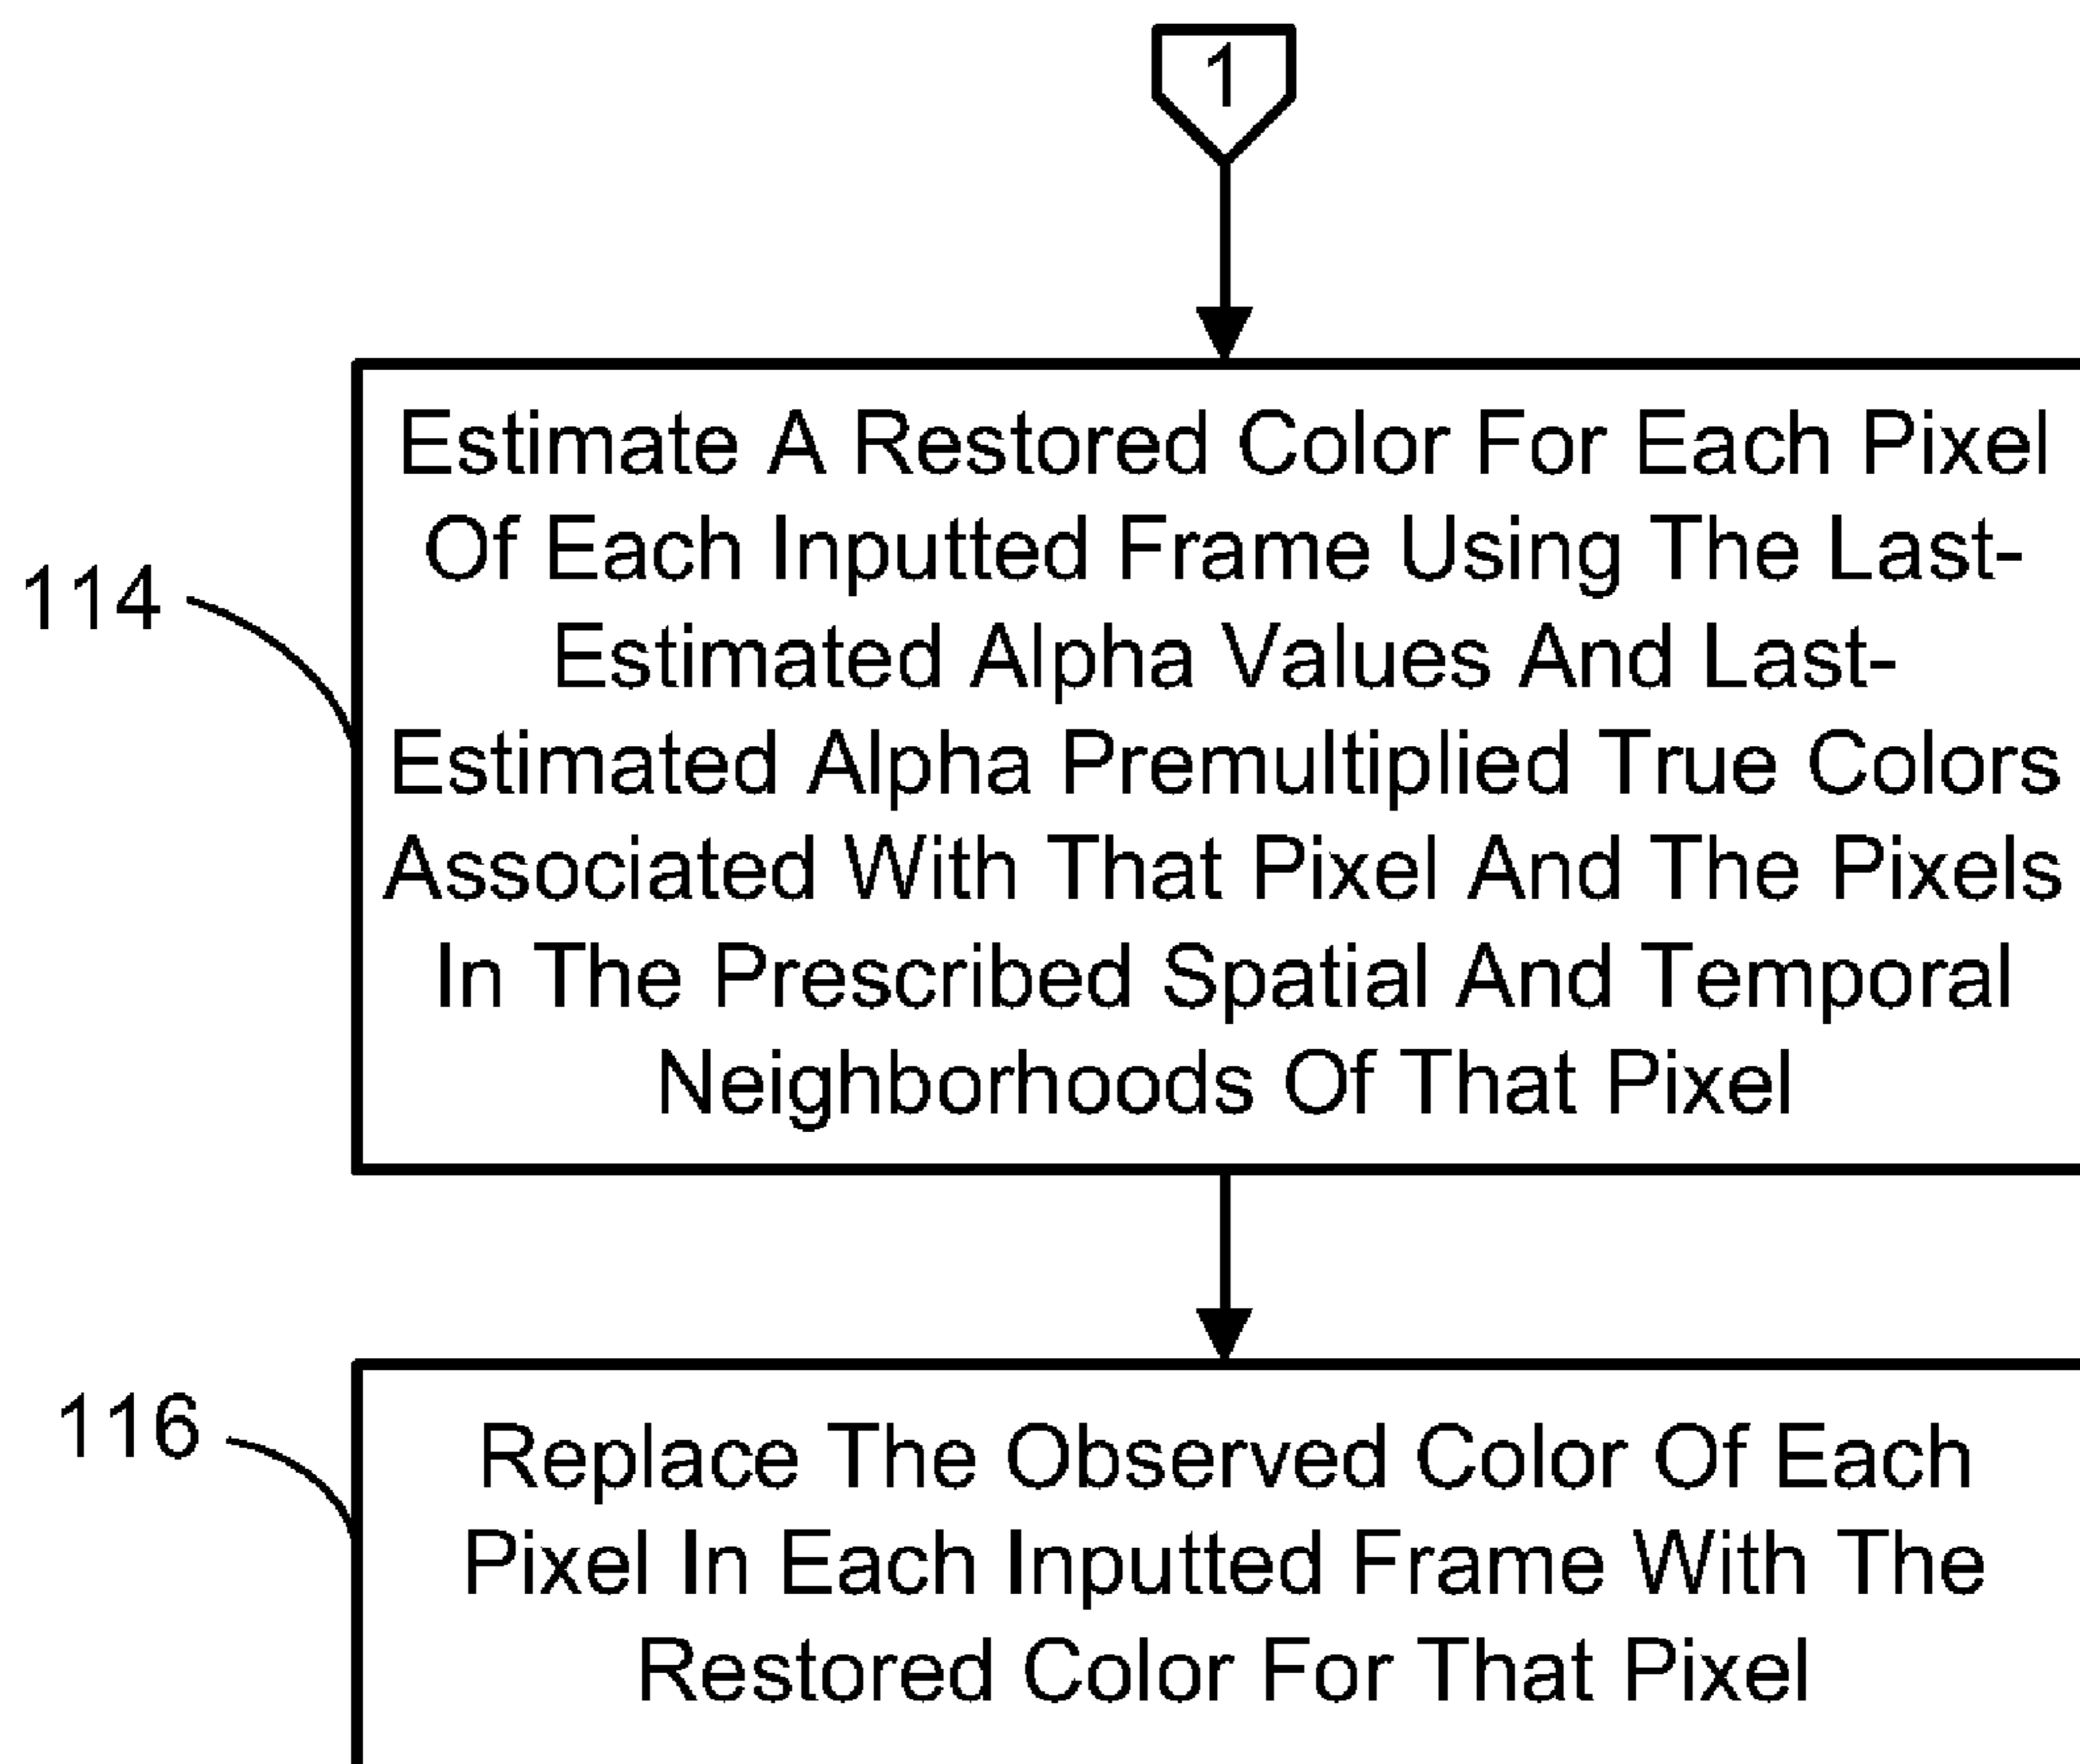 1
Estimate A Restored Color For Each Pixel
Of Each Inputted Frame Using The Last-
114
Estimated Alpha Values And Last-
Estimated Alpha Premultiplied True Colors
Associated With That Pixel And The Pixels
In The Prescribed Spatial And Temporal
Neighborhoods Of That Pixel
116
Replace The Observed Color Of Each
Pixel In Each Inputted Frame With The
Restored Color For That Pixel